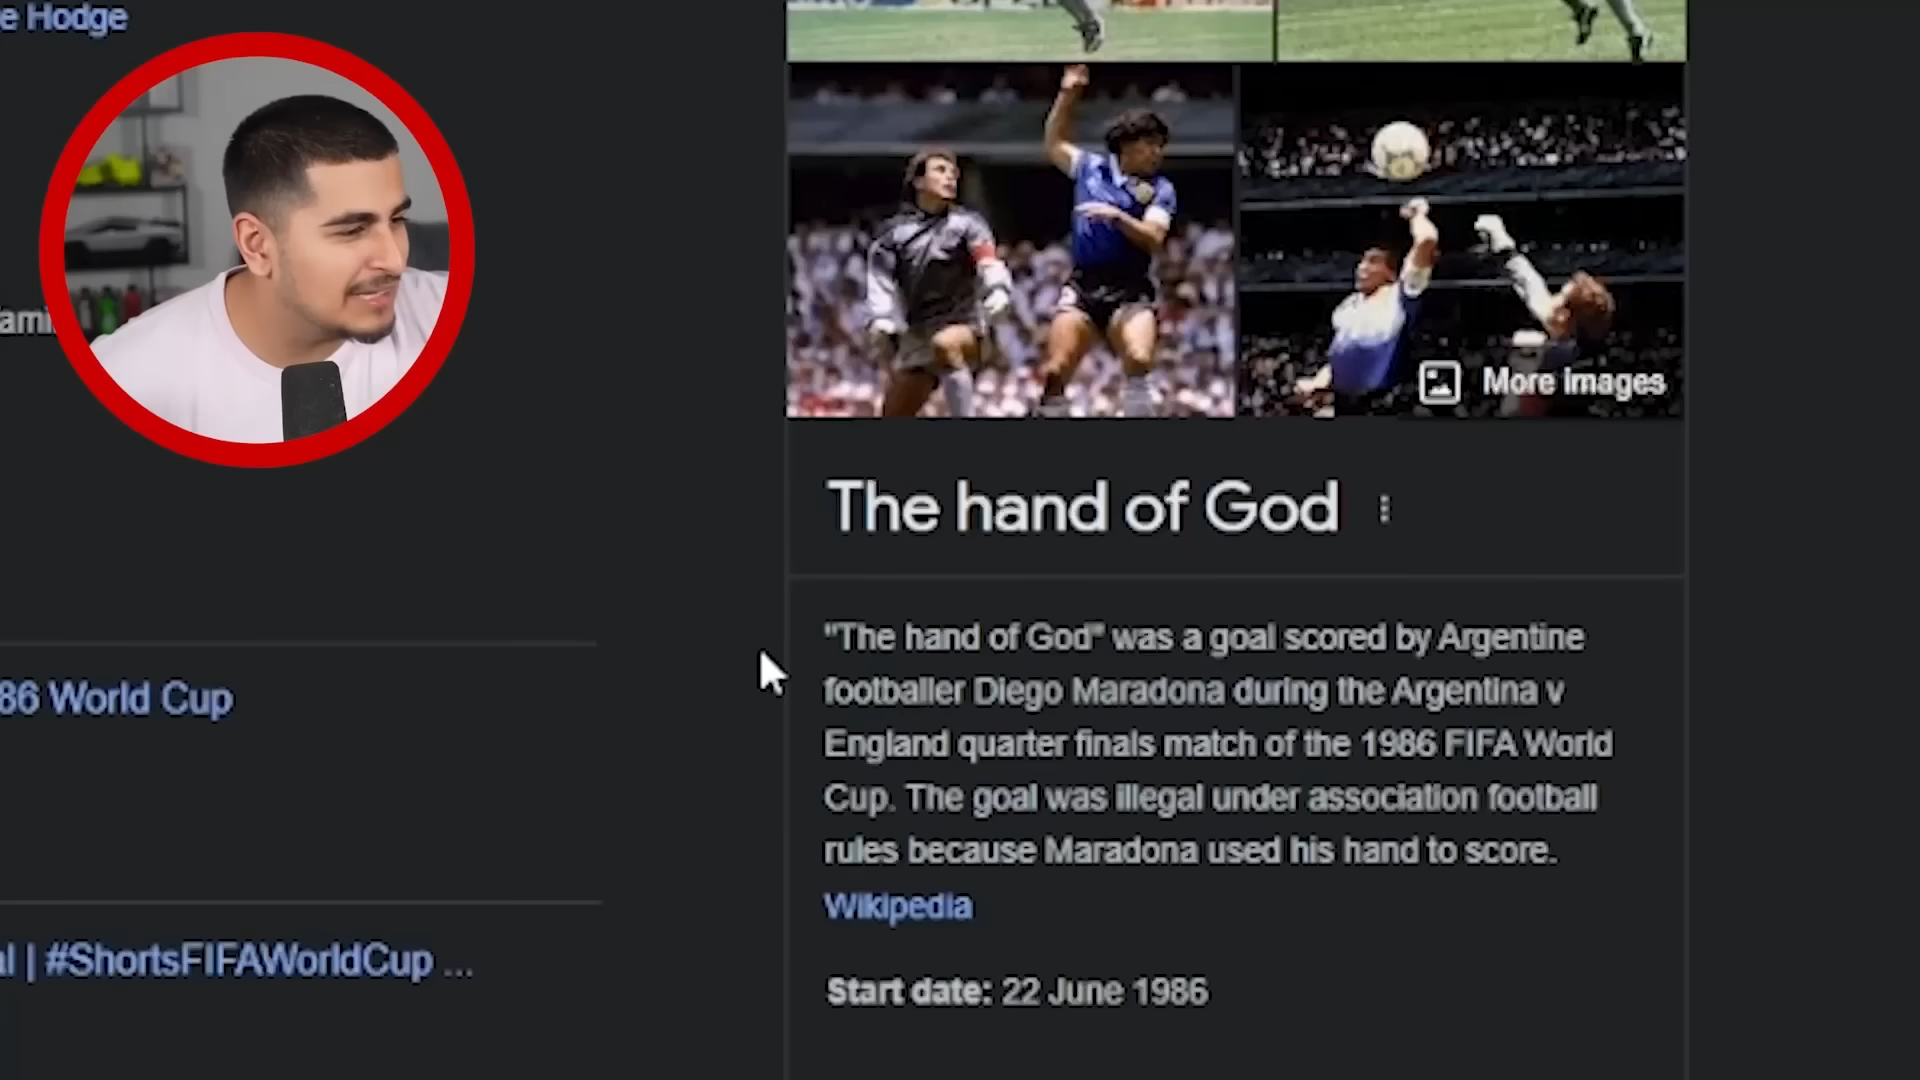 e Hodge
More images
The hand of God
"The hand of God" was a goal scored by Argentine
footballer Diego Maradona during the Argentina v
England quarter finals match of the 1986 FIFA World
Cup. The goal was illegal under association football
rules because Maradona used his hand to score.
Wikipedia
Start date: 22 June 1986
ami
86 World Cup
al | #ShortsFIFAWorldCup ...